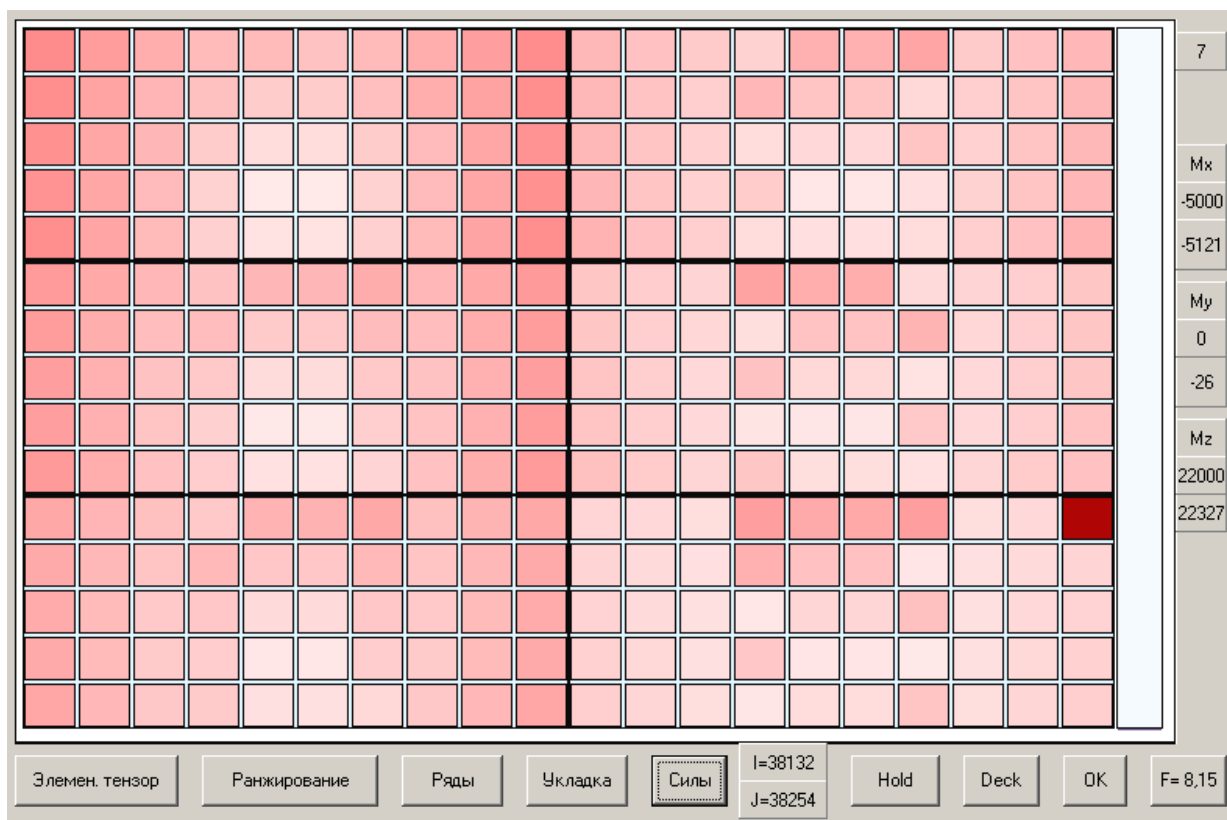 7
Mx
-5000
-5121
My
0
-26
Mz
22000
22327
Элемен. тензор
Ранжирование
Ряды
Укладка
Силы
I=38132
J=38254
Hold
Deck
OK
F= 8,15